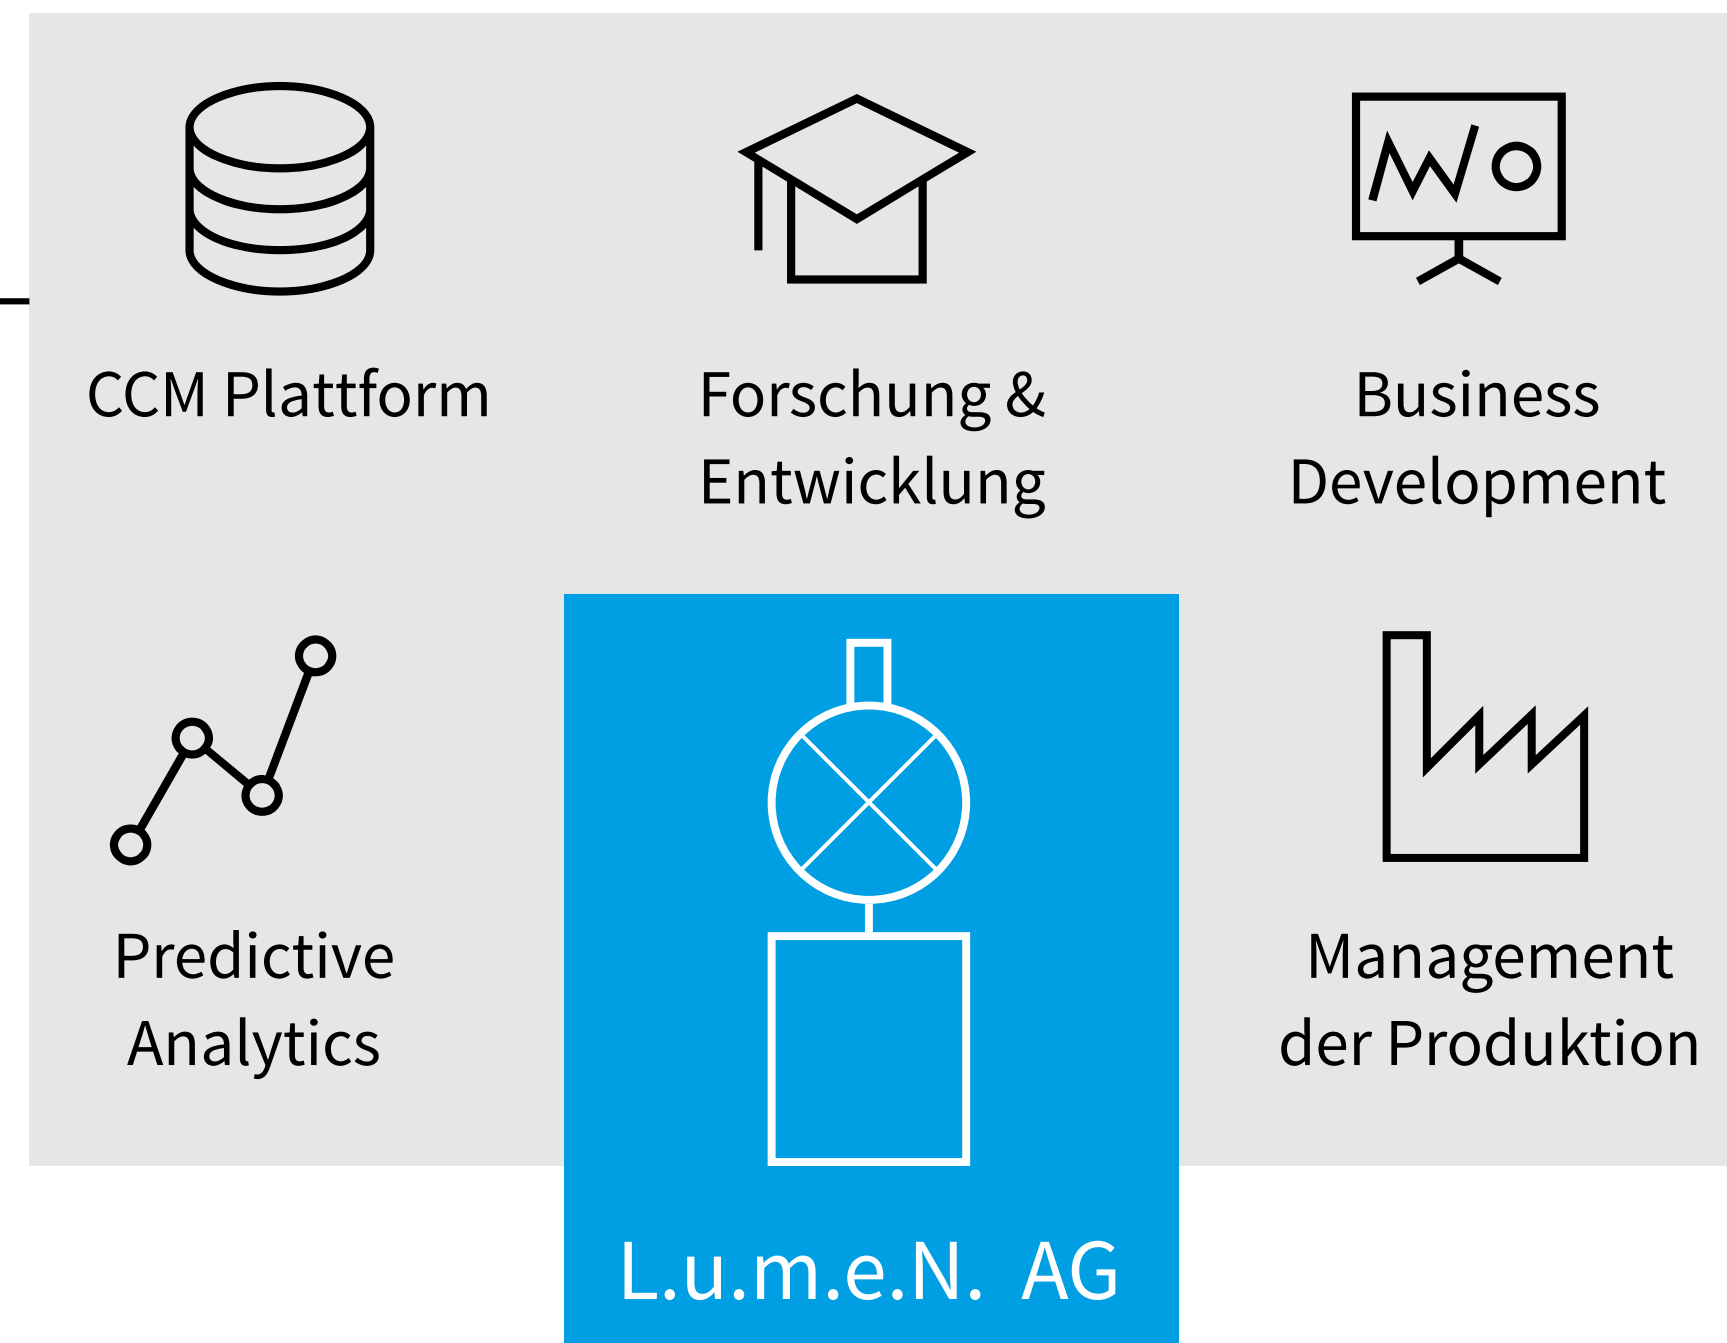 CCM Plattform
Forschung &
Entwicklung
Business
Development
Predictive
Analytics
L.u.m.e.N. AG
Management
der Produktion